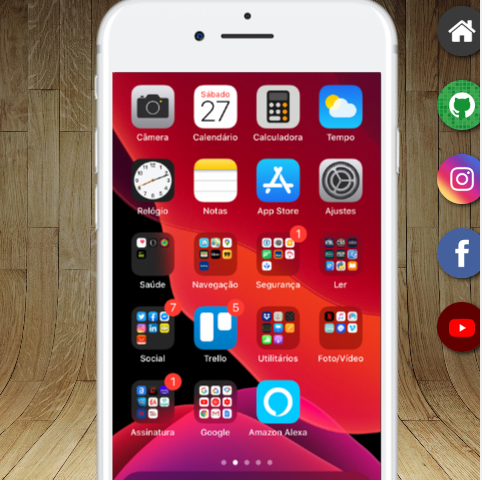 Sábado
27
Câmera Calendário Calculadora Tempo
Relógio Notas App Store Ajustes
1
Saúde Navegação Segurança Ler
7 5
Social Trello Utilitários Foto/Vídeo
1
Assinatura Google Amazon Alexa